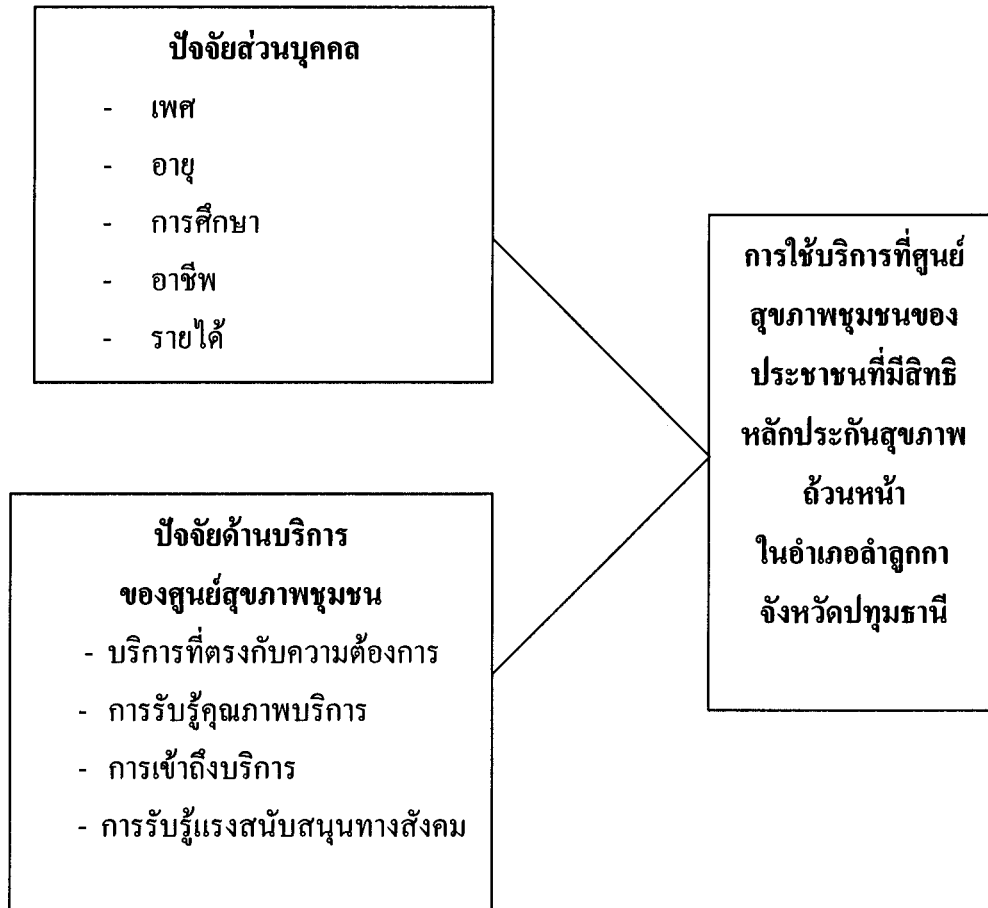 ปัจจัยส่วนบุคคล
- เพศ
- อายุ
- การศึกษา
- อาชีพ
- รายได้
ปัจจัยด้านบริการ
ของศูนย์สุขภาพชุมชน
- บริการที่ตรงกับความต้องการ
- การรับรู้คุณภาพบริการ
- การเข้าถึงบริการ
- การรับรู้แรงสนับสนุนทางสังคม
การใช้บริการที่ศูนย์
สุขภาพชุมชนของ
ประชาชนที่มีสิทธิ
หลักประกันสุขภาพ
ถ้วนหน้า
ในอำเภอลำลูกกา
จังหวัดปทุมธานี